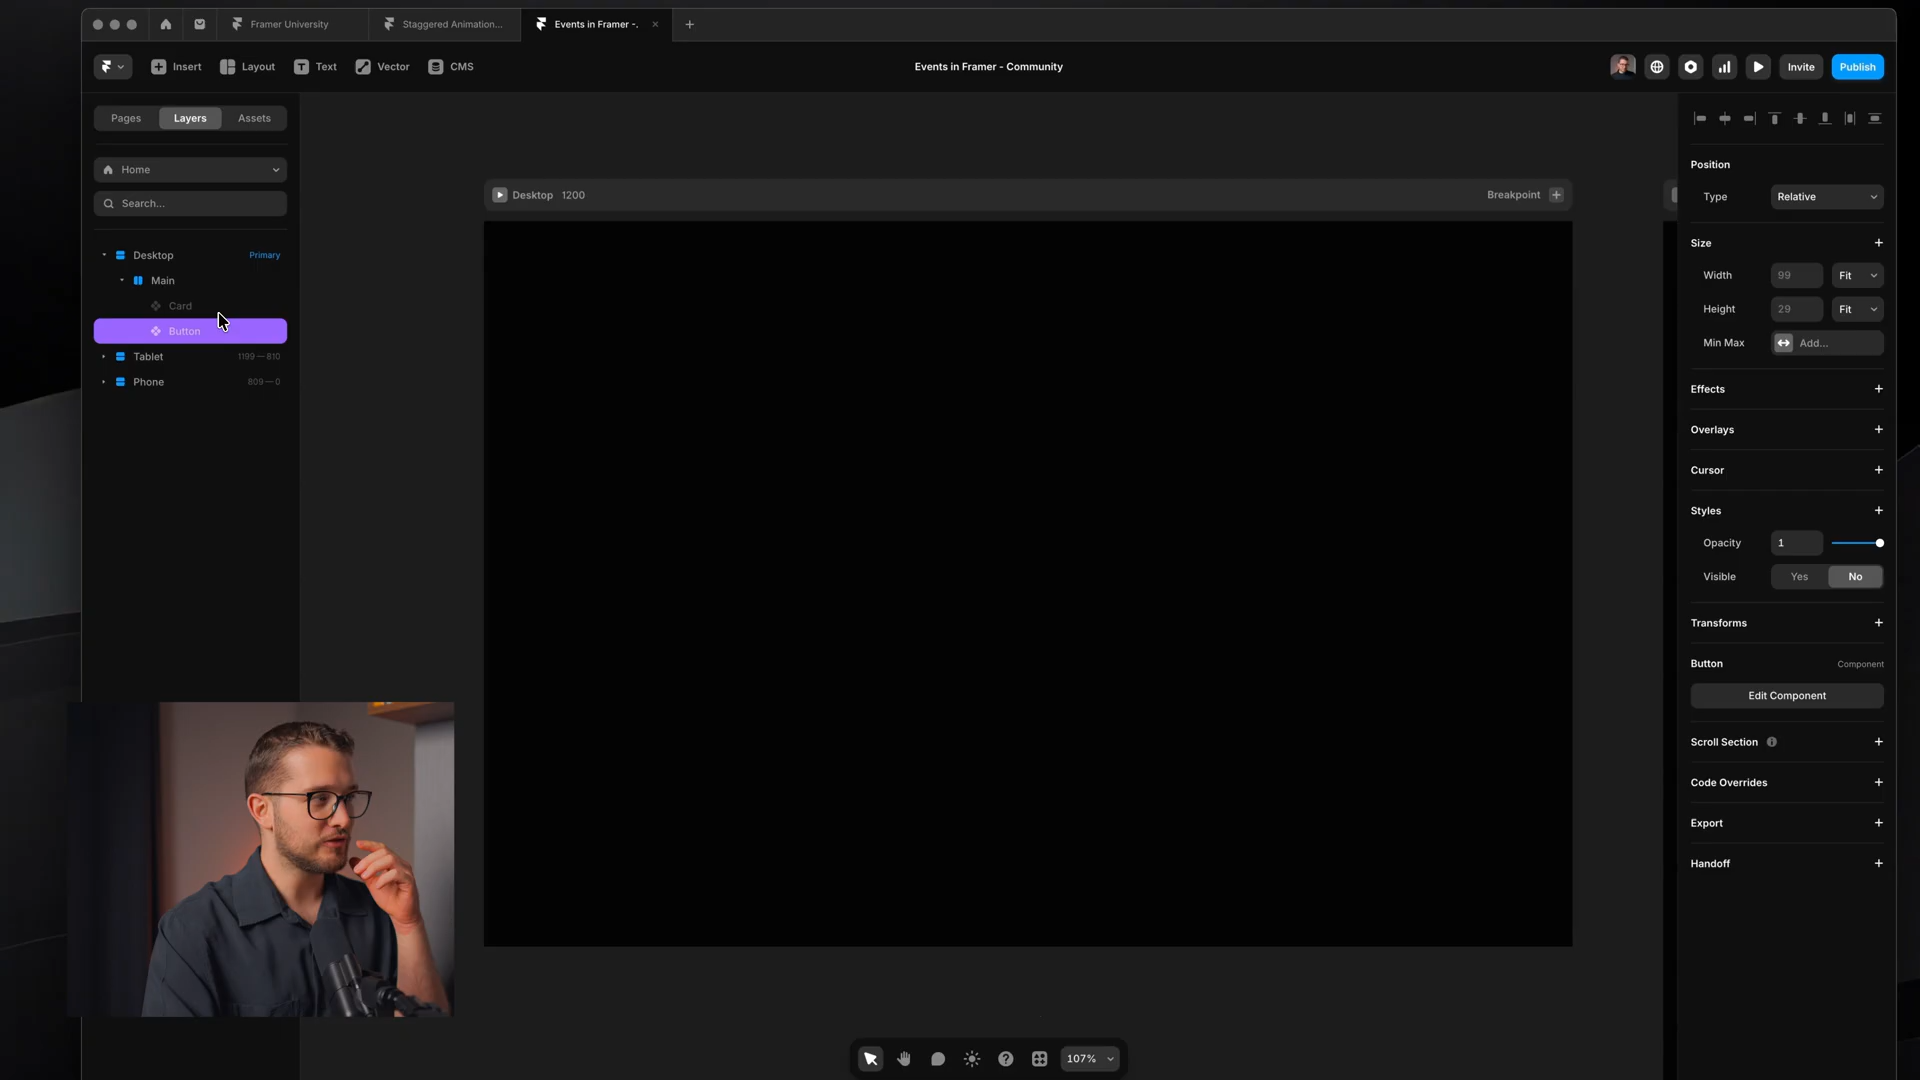 Framer University
Staggered Animation...
Events in Framer -.
Insert
Layout
Text
Vector
CMS
Events in Framer - Community
Invite
Publish
Pages
Layers
Assets
Home
Search...
Desktop
Primary
Main
Card
Button
Tablet
1199 — 810
Phone
809 — 0
Desktop 1200
Breakpoint
Position
Type
Relative
Size
Width
99
Fit
Height
29
Fit
Min Max
Add...
Effects
Overlays
Cursor
Styles
Opacity
1
Visible
Yes
No
Transforms
Button
Component
Edit Component
Scroll Section
Code Overrides
Export
Handoff
107%